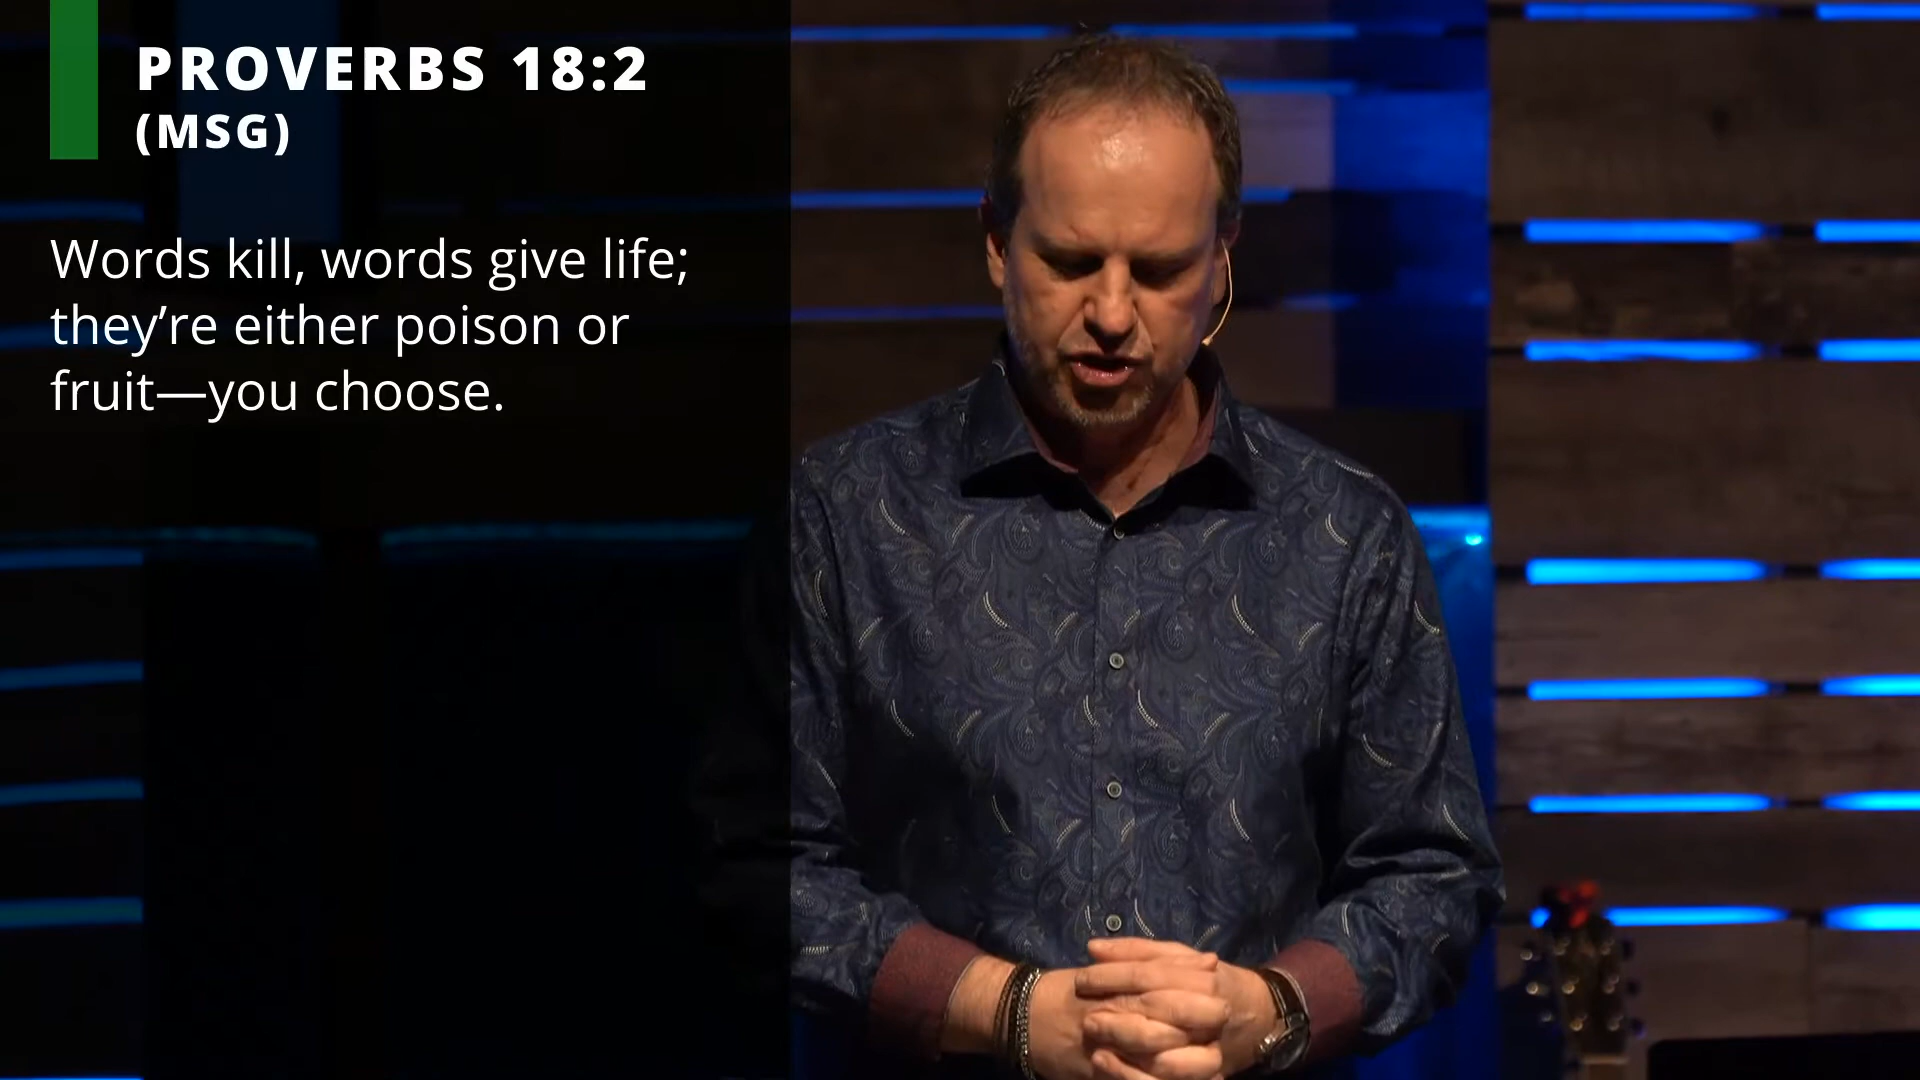 PROVERBS 18:2
(MSG)
Words kill, words give life;
they’re either poison or
fruit—you choose.